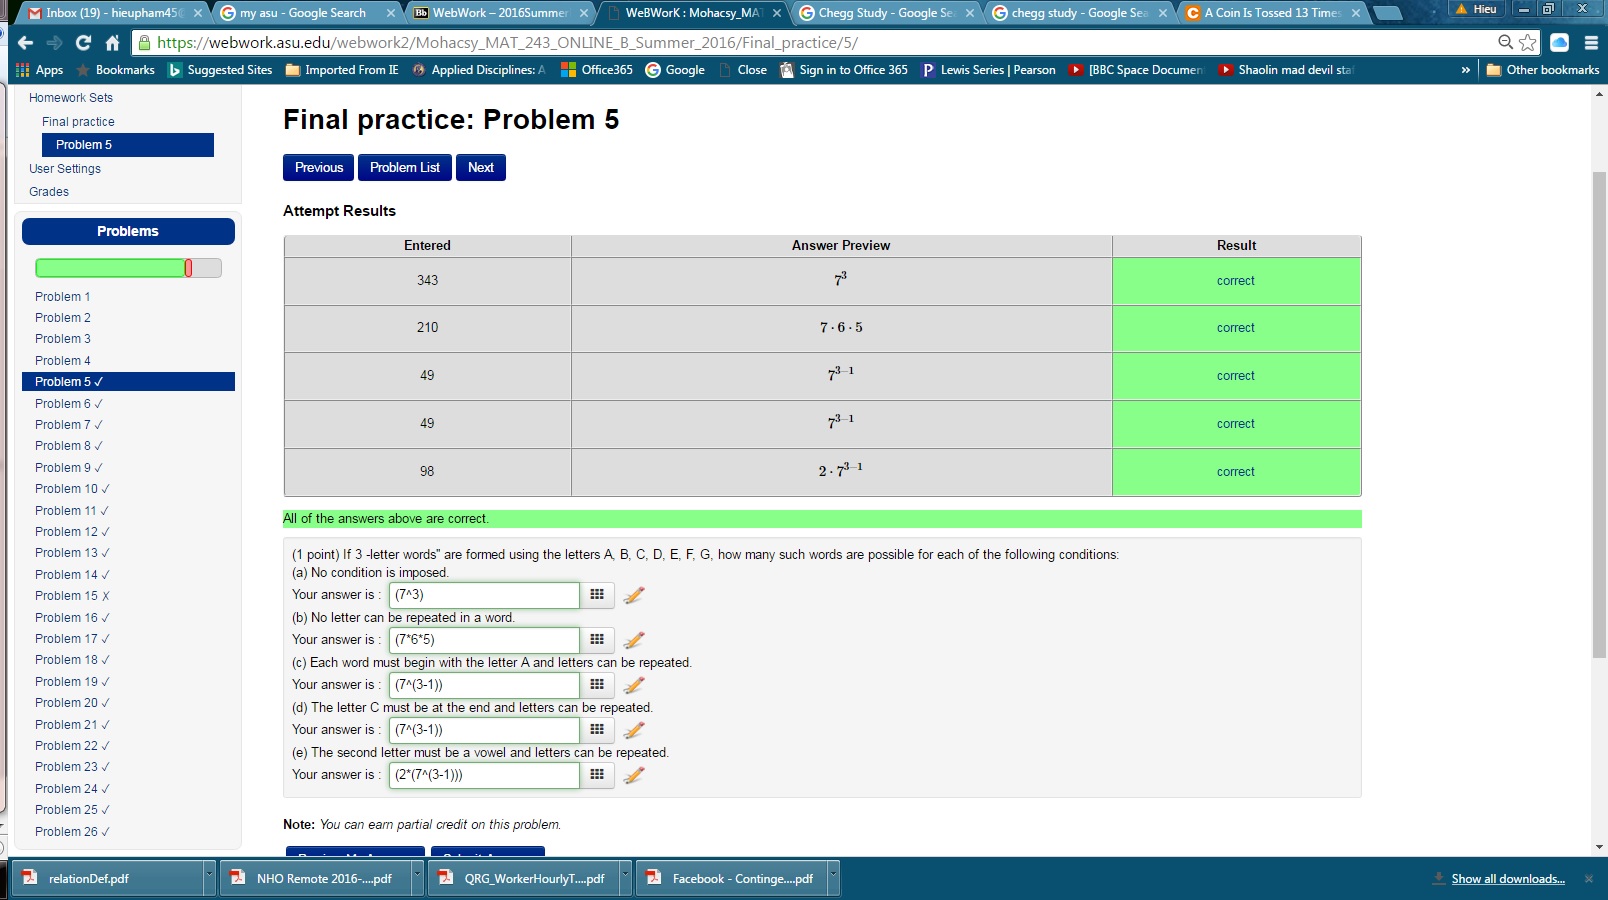 Inbox (19) - hieupham45
my asu - Google Search
Bb WebWork – 2016Summer
WeBWorK : Mohacsy_MA
Chegg Study - Google Se
chegg study - Google Sea
A Coin Is Tossed 13 Times
Hieu
https://webwork.asu.edu/webwork2/Mohacsy_MAT_243_ONLINE_B_Summer_2016/Final_practice/5/
Apps
Bookmarks
Suggested Sites
Imported From IE
Applied Disciplines: A
Office365
Google
Close
Sign in to Office 365
Lewis Series | Pearson
[BBC Space Documen
Shaolin mad devil sta
»
Other bookmarks
Homework Sets
Final practice
Problem 5
User Settings
Grades
Problems
Problem 1
Problem 2
Problem 3
Problem 4
Problem 5 ✓
Problem 6 ✓
Problem 7 ✓
Problem 8 ✓
Problem 9 ✓
Problem 10 ✓
Problem 11 ✓
Problem 12 ✓
Problem 13 ✓
Problem 14 ✓
Problem 15 ✗
Problem 16 ✓
Problem 17 ✓
Problem 18 ✓
Problem 19 ✓
Problem 20 ✓
Problem 21 ✓
Problem 22 ✓
Problem 23 ✓
Problem 24 ✓
Problem 25 ✓
Problem 26 ✓
Final practice: Problem 5
Previous Problem List Next
Attempt Results
Entered Answer Preview Result
343 7³ correct
210 7 · 6 · 5 correct
49 7³⁻¹ correct
49 7³⁻¹ correct
98 2 · 7³⁻¹ correct
All of the answers above are correct.
(1 point) If 3 -letter words" are formed using the letters A, B, C, D, E, F, G, how many such words are possible for each of the following conditions:
(a) No condition is imposed.
Your answer is : (7^3)
(b) No letter can be repeated in a word.
Your answer is : (7*6*5)
(c) Each word must begin with the letter A and letters can be repeated.
Your answer is : (7^(3-1))
(d) The letter C must be at the end and letters can be repeated.
Your answer is : (7^(3-1))
(e) The second letter must be a vowel and letters can be repeated.
Your answer is : (2*(7^(3-1)))
Note: You can earn partial credit on this problem.
relationDef.pdf
NHO Remote 2016-....pdf
QRG_WorkerHourlyT....pdf
Facebook - Continge....pdf
Show all downloads...